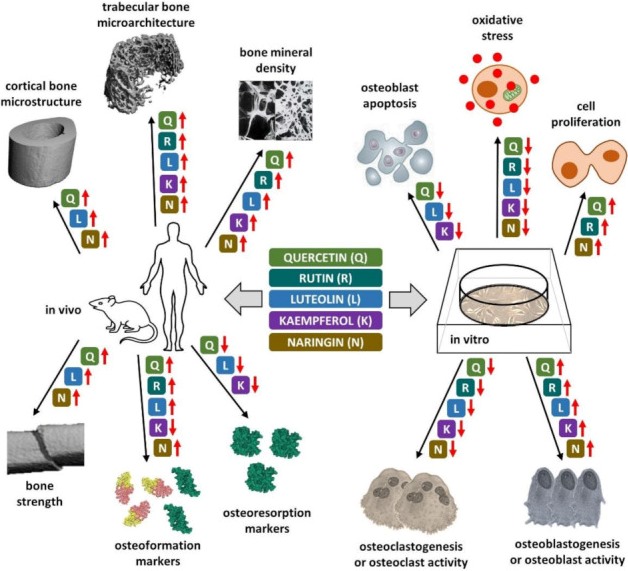 trabecular bone
microarchitecture
cortical bone
microstructure
bone mineral
density
Q
R
L
K
N
Q
L
N
Q
R
L
K
N
in vivo
Q
L
N
bone
strength
Q
R
L
K
N
osteoformation
markers
Q
L
K
osteoresorption
markers
QUERCETIN (Q)
RUTIN (R)
LUTEOLIN (L)
KAEMPFEROL (K)
NARINGIN (N)
oxidative
stress
osteoblast
apoptosis
cell
proliferation
Q
L
K
Q
R
L
K
N
Q
R
N
in vitro
Q
R
L
K
N
osteoclastogenesis
or osteoclast activity
Q
R
L
K
N
osteoblastogenesis
or osteoblast activity